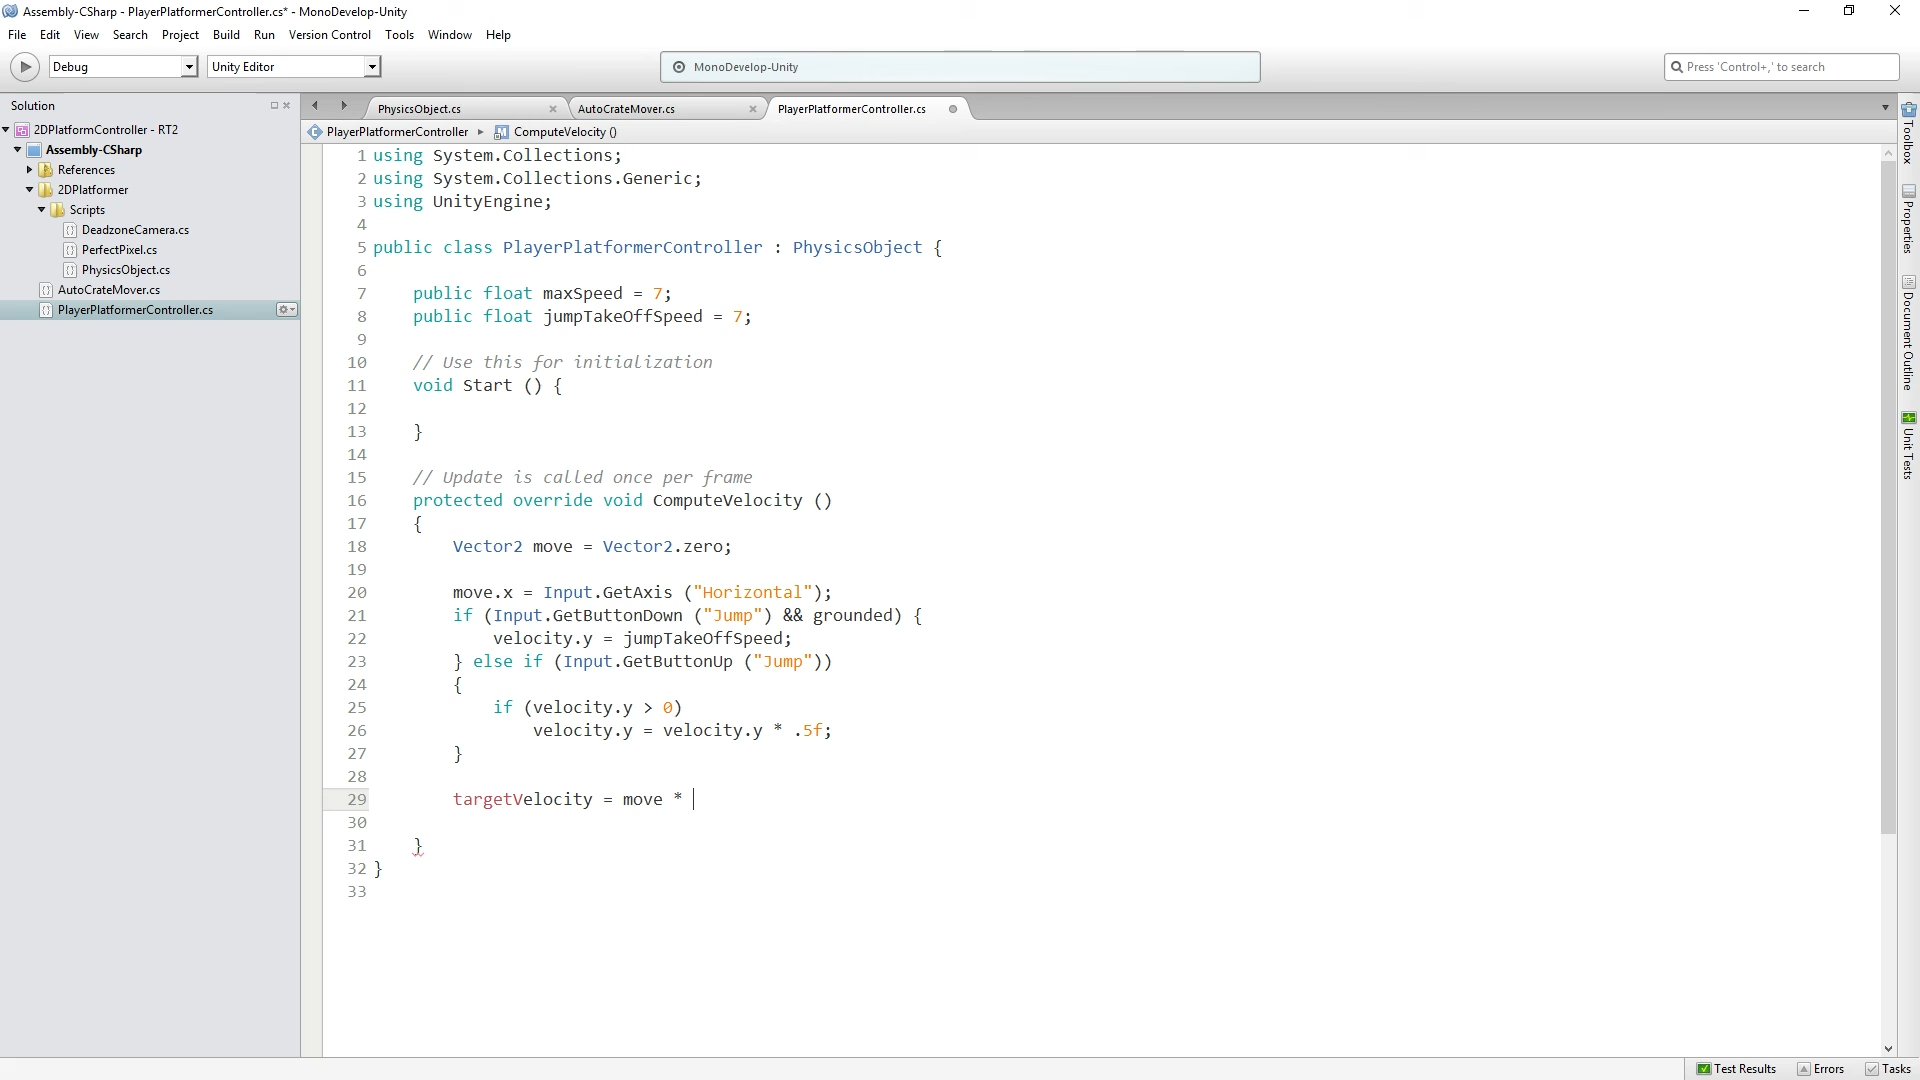 Assembly-CSharp - PlayerPlatformerController.cs* - MonoDevelop-Unity
File Edit View Search Project Build Run Version Control Tools Window Help
Debug Unity Editor MonoDevelop-Unity Press 'Control+,' to search
Solution
2DPlatformController - RT2
Assembly-CSharp
References
2DPlatformer
Scripts
DeadzoneCamera.cs
PerfectPixel.cs
PhysicsObject.cs
AutoCrateMover.cs
PlayerPlatformerController.cs
PhysicsObject.cs AutoCrateMover.cs PlayerPlatformerController.cs
PlayerPlatformerController ComputeVelocity ()
1 using System.Collections;
2 using System.Collections.Generic;
3 using UnityEngine;
4
5 public class PlayerPlatformerController : PhysicsObject {
6
7 public float maxSpeed = 7;
8 public float jumpTakeOffSpeed = 7;
9
10 // Use this for initialization
11 void Start () {
12
13 }
14
15 // Update is called once per frame
16 protected override void ComputeVelocity ()
17 {
18 Vector2 move = Vector2.zero;
19
20 move.x = Input.GetAxis ("Horizontal");
21 if (Input.GetButtonDown ("Jump") && grounded) {
22 velocity.y = jumpTakeOffSpeed;
23 } else if (Input.GetButtonUp ("Jump"))
24 {
25 if (velocity.y > 0)
26 velocity.y = velocity.y * .5f;
27 }
28
29 targetVelocity = move *
30
31 }
32 }
33
Toolbox
Properties
Document Outline
Unit Tests
Test Results Errors Tasks